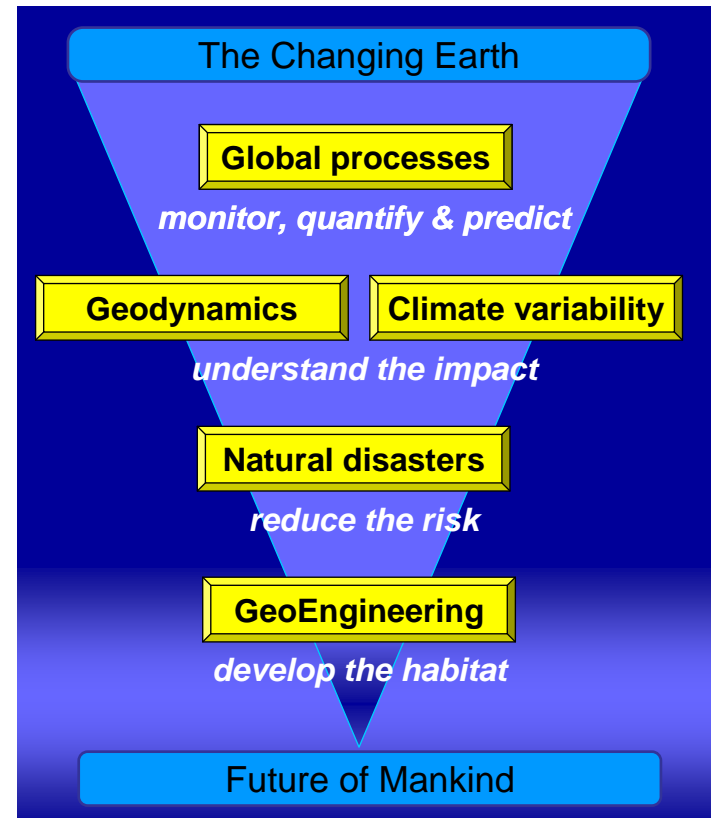 The Changing Earth
Global processes
monitor, quantify & predict
Geodynamics
Climate variability
understand the impact
Natural disasters
reduce the risk
GeoEngineering
develop the habitat
Future of Mankind